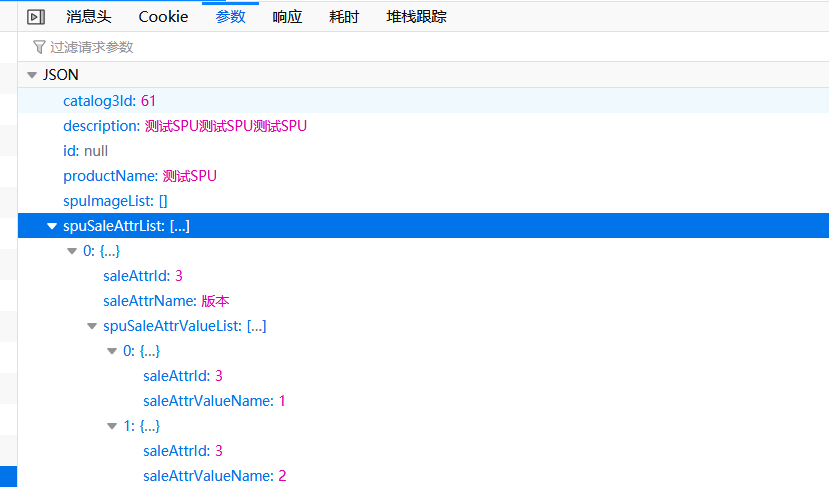 消息头 Cookie 参数 响应 耗时 堆栈跟踪
过滤请求参数
JSON
catalog3Id: 61
description: 测试SPU测试SPU测试SPU
id: null
productName: 测试SPU
spuImageList: []
spuSaleAttrList: [...]
0: {...}
saleAttrId: 3
saleAttrName: 版本
spuSaleAttrValueList: [...]
0: {...}
saleAttrId: 3
saleAttrValueName: 1
1: {...}
saleAttrId: 3
saleAttrValueName: 2